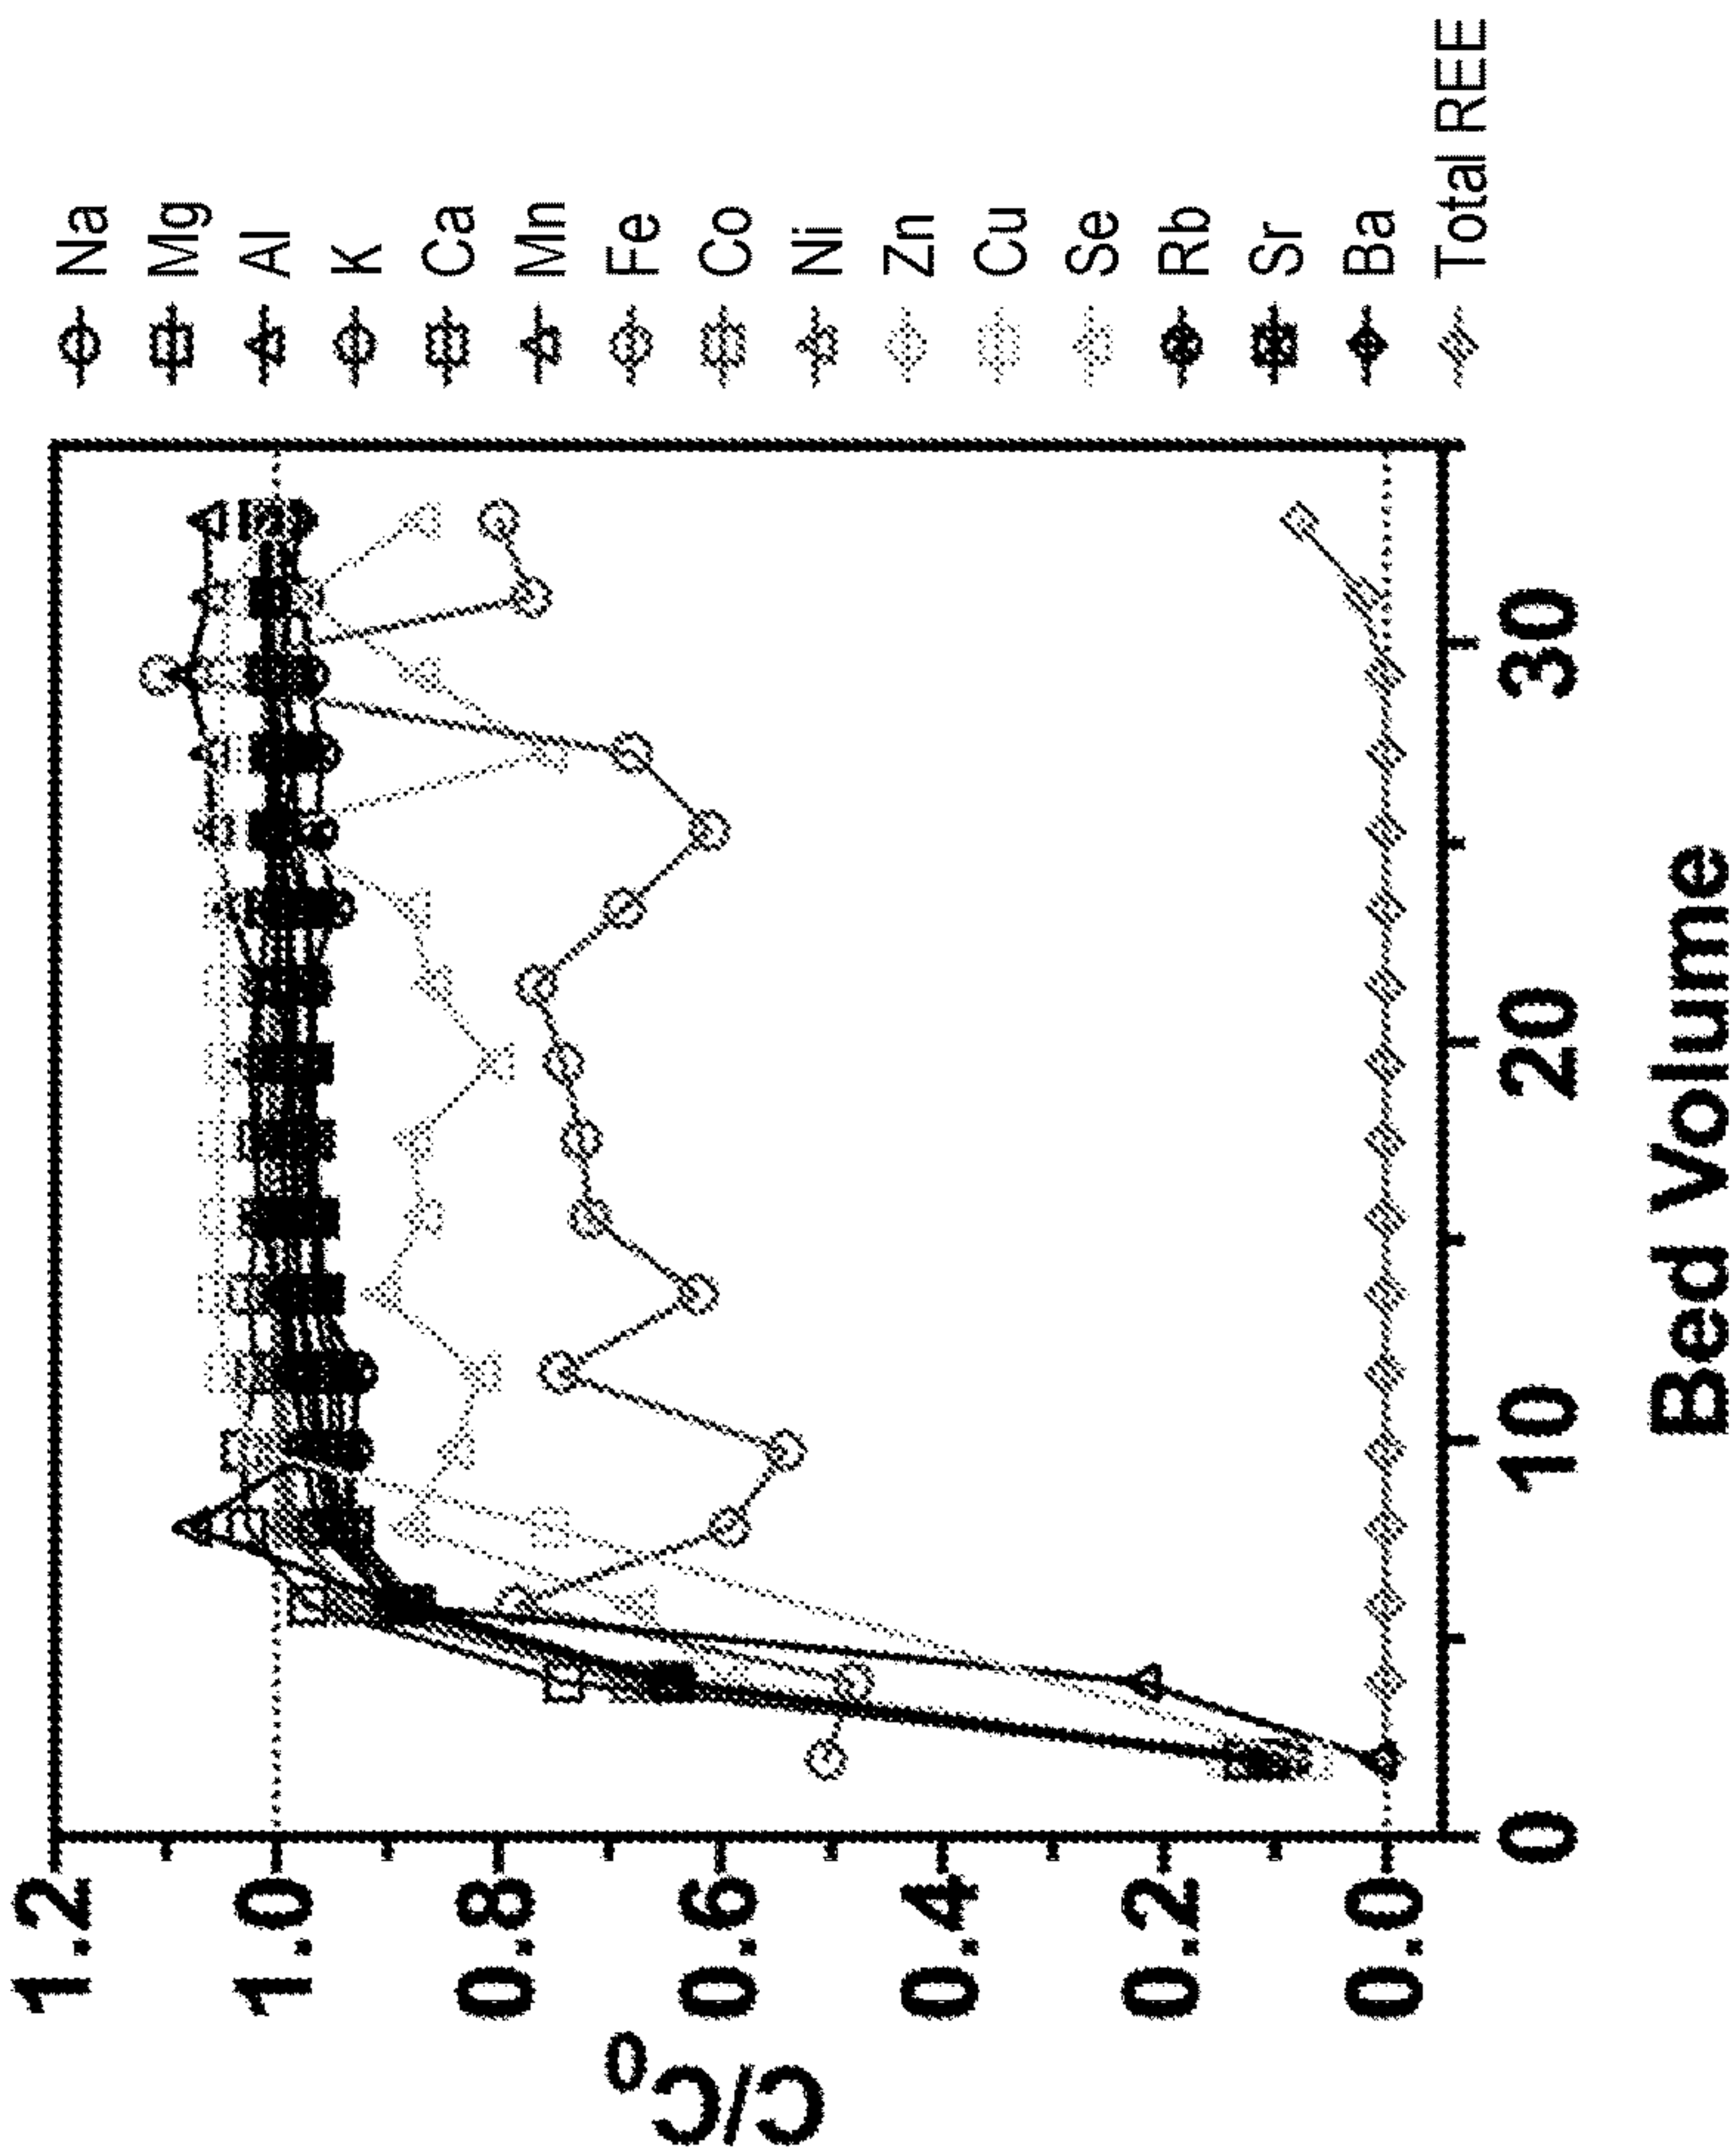 C/C₀
1.2
1.0
0.8
0.6
0.4
0.2
0.0
0
10
20
30
Bed Volume
Na
Mg
Al
K
Ca
Mn
Fe
Co
Ni
Zn
Cu
Se
Rb
Sr
Ba
Total REE